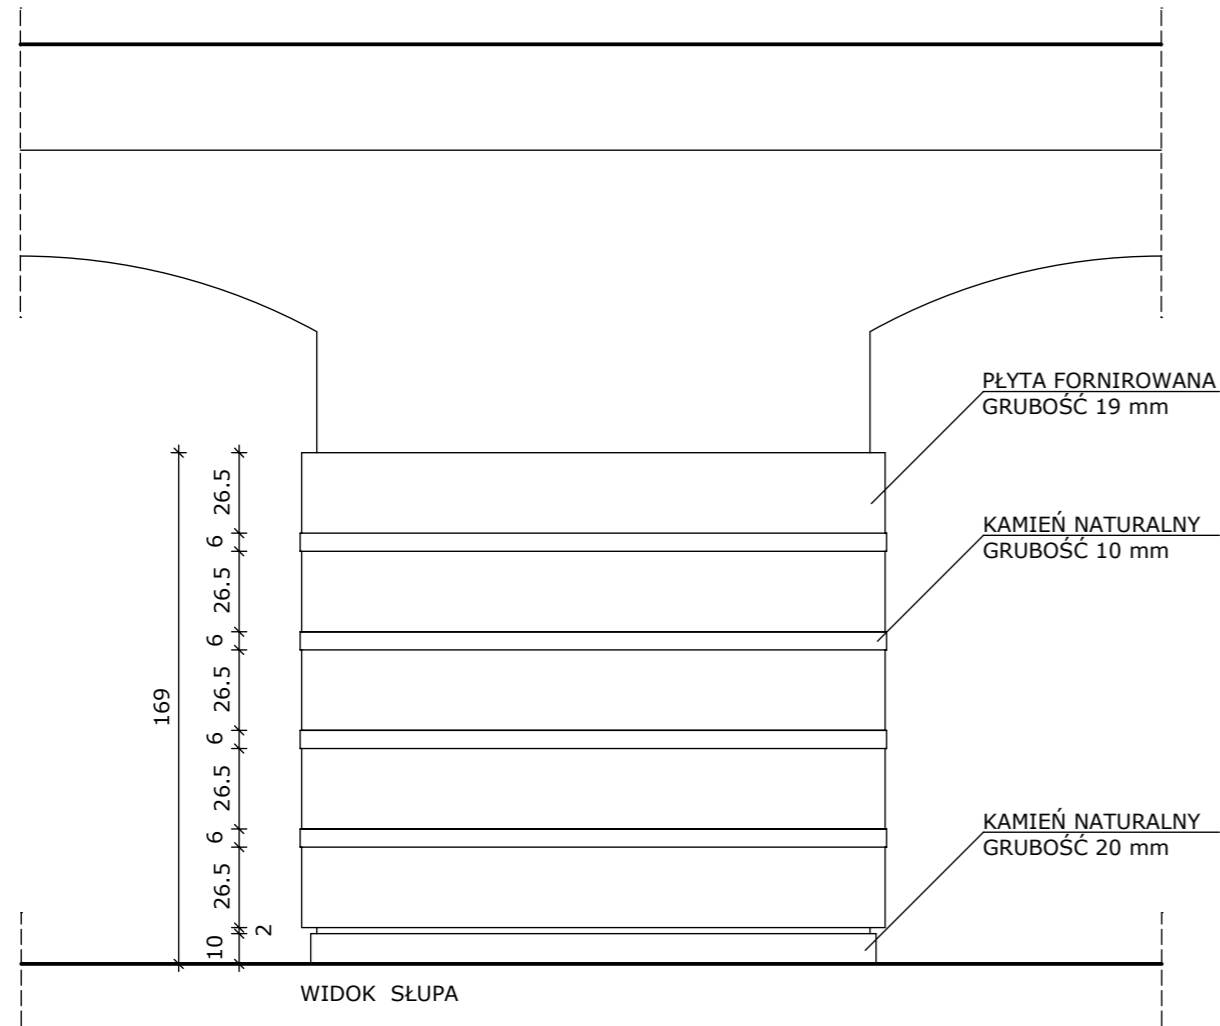 PŁYTA FORNIROWANA
GRUBOŚĆ 19 mm
26.5
6
KAMIEŃ NATURALNY
GRUBOŚĆ 10 mm
26.5
6
26.5
169
6
26.5
6
KAMIEŃ NATURALNY
GRUBOŚĆ 20 mm
26.5
2
10
WIDOK SŁUPA